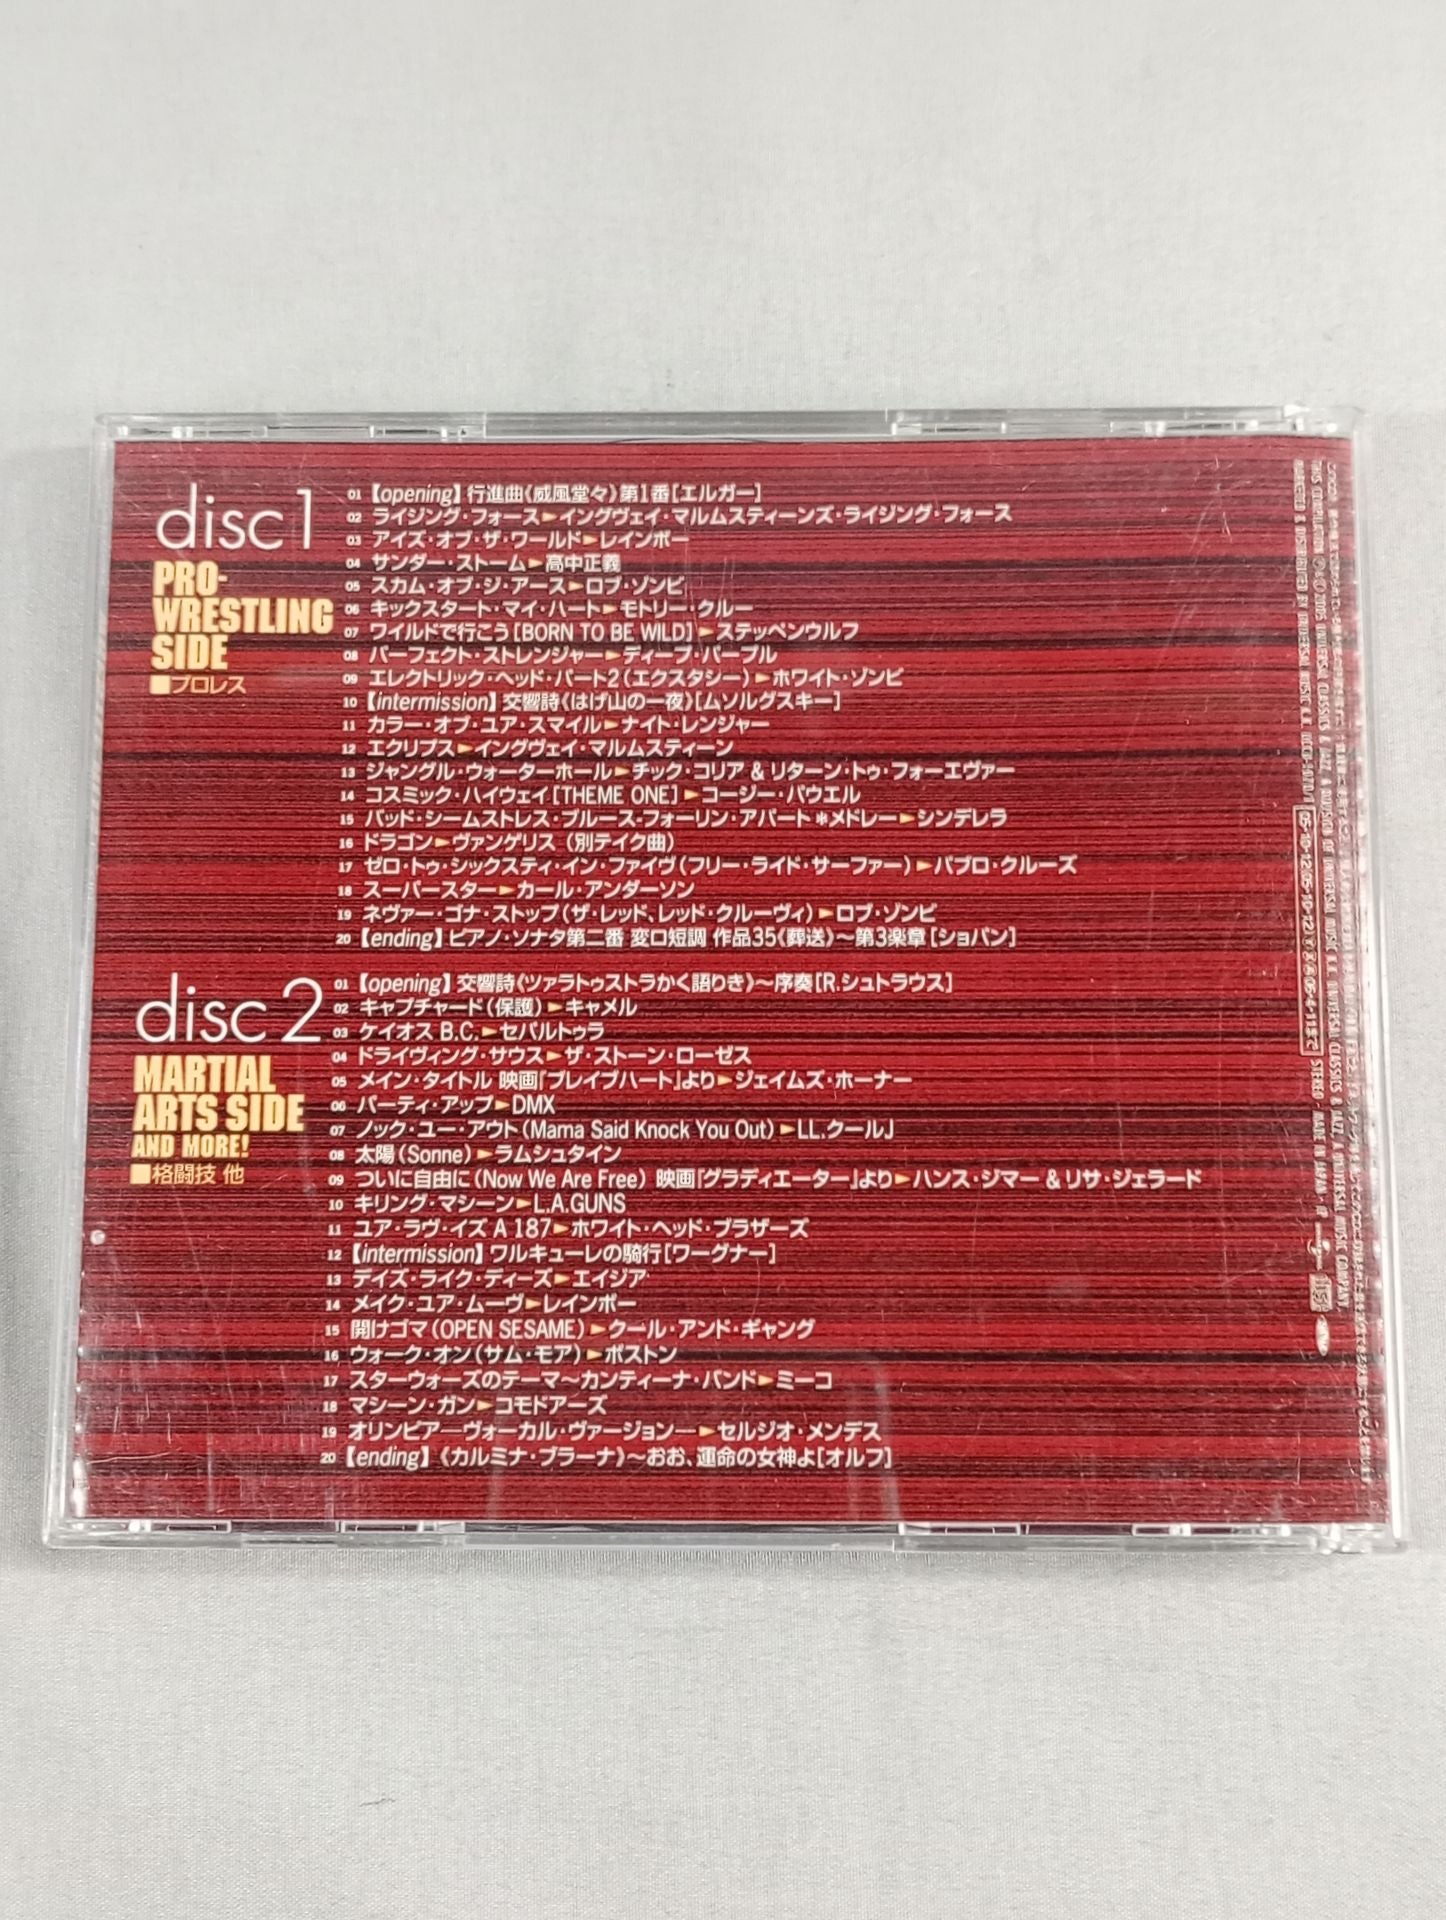 disc 1
PRO-
WRESTLING
SIDE
■プロレス
01 【opening】行進曲《威風堂々》第1番[エルガー]
02 ライジング・フォース►イングヴェイ・マルムスティーンズ・ライジング・フォース
03 アイズ・オブ・ザ・ワールド►レインボー
04 サンダー・ストーム►高中正義
05 スカム・オブ・ジ・アース►ロブ・ゾンビ
06 キックスタート・マイ・ハート►モトリー・クルー
07 ワイルドで行こう[BORN TO BE WILD]►ステッペンウルフ
08 パーフェクト・ストレンジャー►ディープ・パープル
09 エレクトリック・ヘッド・パート2(エクスタシー)►ホワイト・ゾンビ
10 【intermission】交響詩《はげ山の一夜》[ムソルグスキー]
11 カラー・オブ・ユア・スマイル►ナイト・レンジャー
12 エクリプス►イングヴェイ・マルムスティーン
13 ジャングル・ウォーターホール►チック・コリア & リターン・トゥ・フォーエヴァー
14 コスミック・ハイウェイ[THEME ONE]►コージー・パウエル
15 バッド・シームストレス・ブルース-フォーリン・アパート *メドレー►シンデレラ
16 ドラゴン►ヴァンゲリス (別テイク曲)
17 ゼロ・トゥ・シックスティ・イン・ファイヴ(フリー・ライド・サーファー)►パブロ・クルーズ
18 スーパースター►カール・アンダーソン
19 ネヴァー・ゴナ・ストップ(ザ・レッド、レッド・クルーヴィ)►ロブ・ゾンビ
20 【ending】ピアノ・ソナタ第二番 変ロ短調 作品35《葬送》〜第3楽章[ショパン]
disc 2
MARTIAL
ARTS SIDE
AND MORE!
■格闘技 他
01 【opening】交響詩《ツァラトゥストラかく語りき》〜序奏[R.シュトラウス]
02 キャプチャード(保護)►キャメル
03 ケイオス B.C.►セパルトゥラ
04 ドライヴィング・サウス►ザ・ストーン・ローゼス
05 メイン・タイトル 映画『ブレイブハート』より►ジェイムズ・ホーナー
06 パーティ・アップ►DMX
07 ノック・ユー・アウト(Mama Said Knock You Out)►LL.クールJ
08 太陽(Sonne)►ラムシュタイン
09 ついに自由に(Now We Are Free) 映画『グラディエーター』より►ハンス・ジマー & リサ・ジェラード
10 キリング・マシーン►L.A.GUNS
11 ユア・ラヴ・イズ A 187►ホワイト・ヘッド・ブラザーズ
12 【intermission】ワルキューレの騎行[ワーグナー]
13 デイズ・ライク・ディーズ►エイジア
14 メイク・ユア・ムーヴ►レインボー
15 開けゴマ(OPEN SESAME)►クール・アンド・ギャング
16 ウォーク・オン(サム・モア)►ボストン
17 スターウォーズのテーマ〜カンティーナ・バンド►ミーコ
18 マシーン・ガン►コモドアーズ
19 オリンピア—ヴォーカル・ヴァージョン—►セルジオ・メンデス
20 【ending】《カルミナ・ブラーナ》〜おお、運命の女神よ[オルフ]